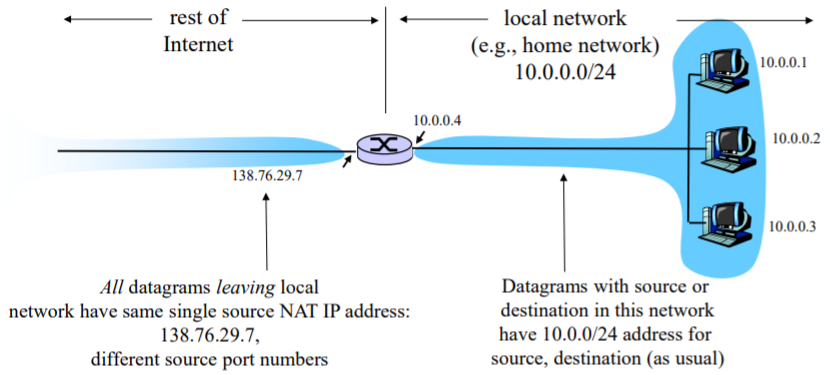 rest of
Internet
local network
(e.g., home network)
10.0.0.0/24
10.0.0.1
10.0.0.4
10.0.0.2
138.76.29.7
10.0.0.3
All datagrams leaving local
network have same single source NAT IP address:
138.76.29.7,
different source port numbers
Datagrams with source or
destination in this network
have 10.0.0/24 address for
source, destination (as usual)